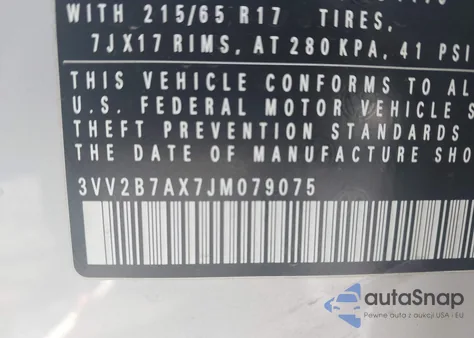 WITH 215/65 R17 TIRES,
7JX17 RIMS, AT 280 KPA, 41 PSI
THIS VEHICLE CONFORMS TO AL
U.S. FEDERAL MOTOR VEHICLE S
THEFT PREVENTION STANDARDS
THE DATE OF MANUFACTURE SHO
3VV2B7AX7JM079075
autoSnap
Pewne auta z aukcji USA i EU